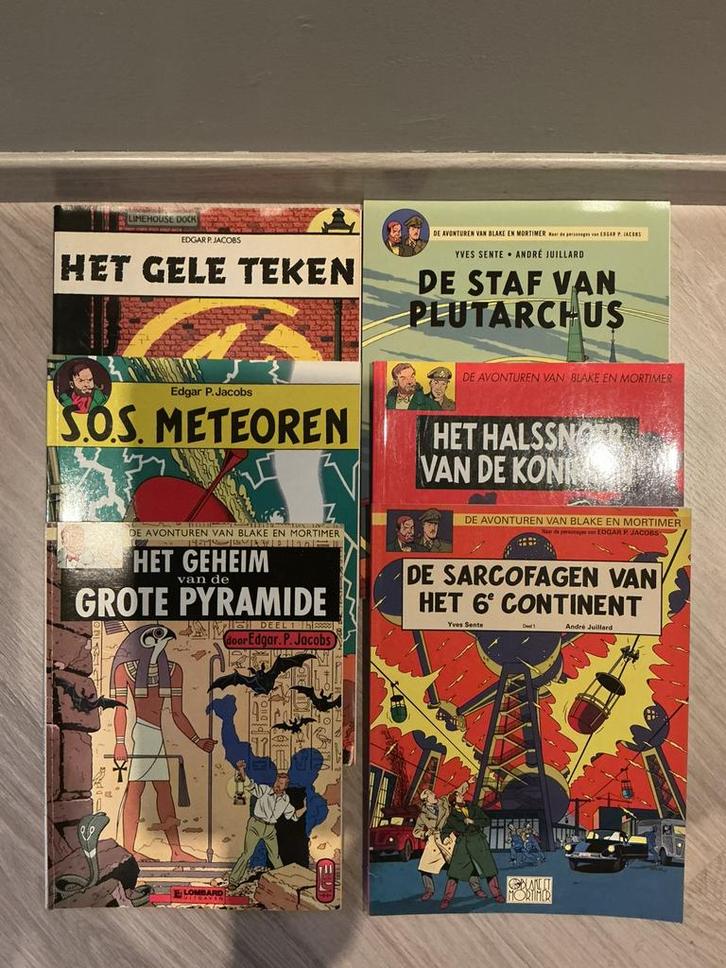 LIMEHOUSE DOCK
EDGAR P. JACOBS
HET GELE TEKEN
DE AVONTUREN VAN BLAKE EN MORTIMER Naar de personages van EDGAR P. JACOBS
YVES SENTE • ANDRÉ JUILLARD
DE STAF VAN
PLUTARCHUS
Edgar P. Jacobs
S.O.S. METEOREN
DE AVONTUREN VAN BLAKE EN MORTIMER
HET HALSSNOER
VAN DE
DE AVONTUREN VAN BLAKE EN MORTIMER
HET GEHEIM
van de
GROTE PYRAMIDE
DEEL 1
door Edgar. P. Jacobs
LOMBARD
UITGAVEN
DE AVONTUREN VAN BLAKE EN MORTIMER
Naar de personages van EDGAR P. JACOBS
DE SARCOFAGEN VAN
HET 6e CONTINENT
Yves Sente Deel 1 André Juillard
BLAKE ET
MORTIMER